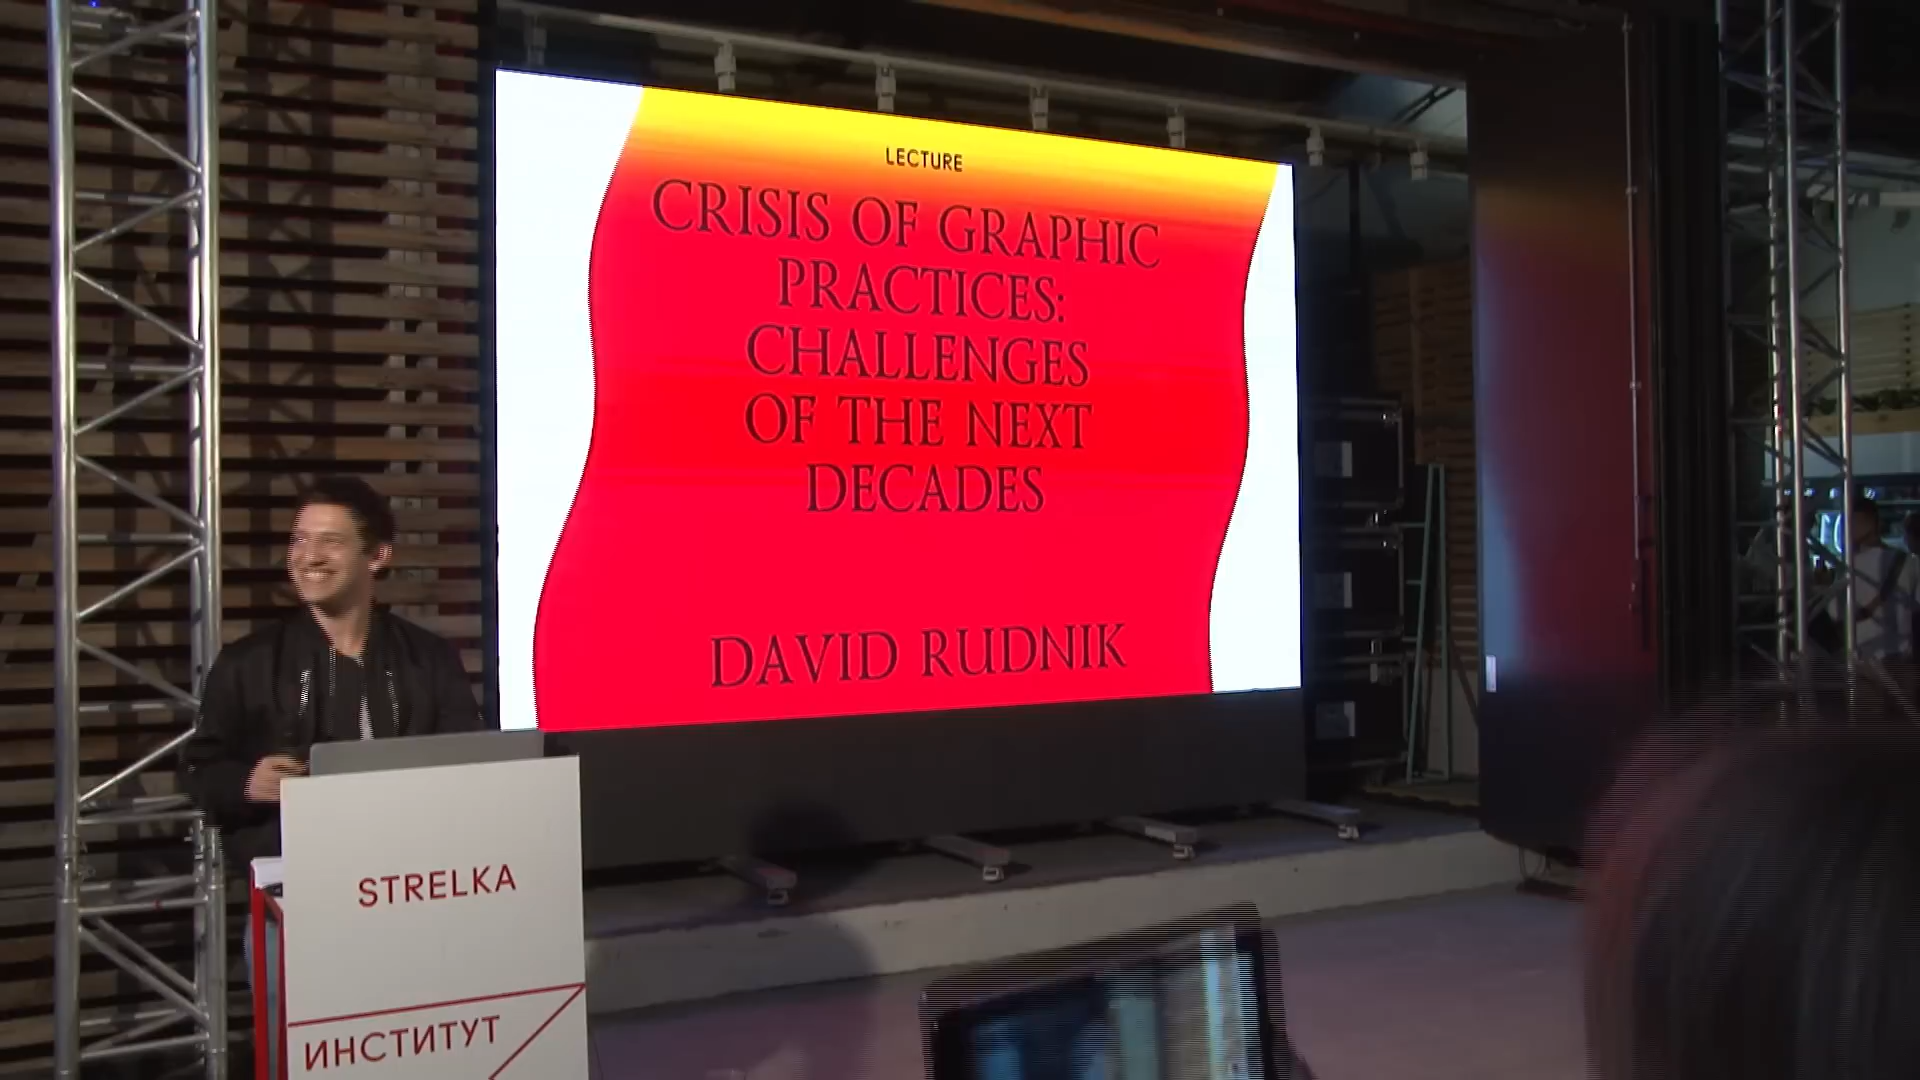 LECTURE
CRISIS OF GRAPHIC
PRACTICES:
CHALLENGES
OF THE NEXT
DECADES
DAVID RUDNIK
STRELKA
ИНСТИТУТ